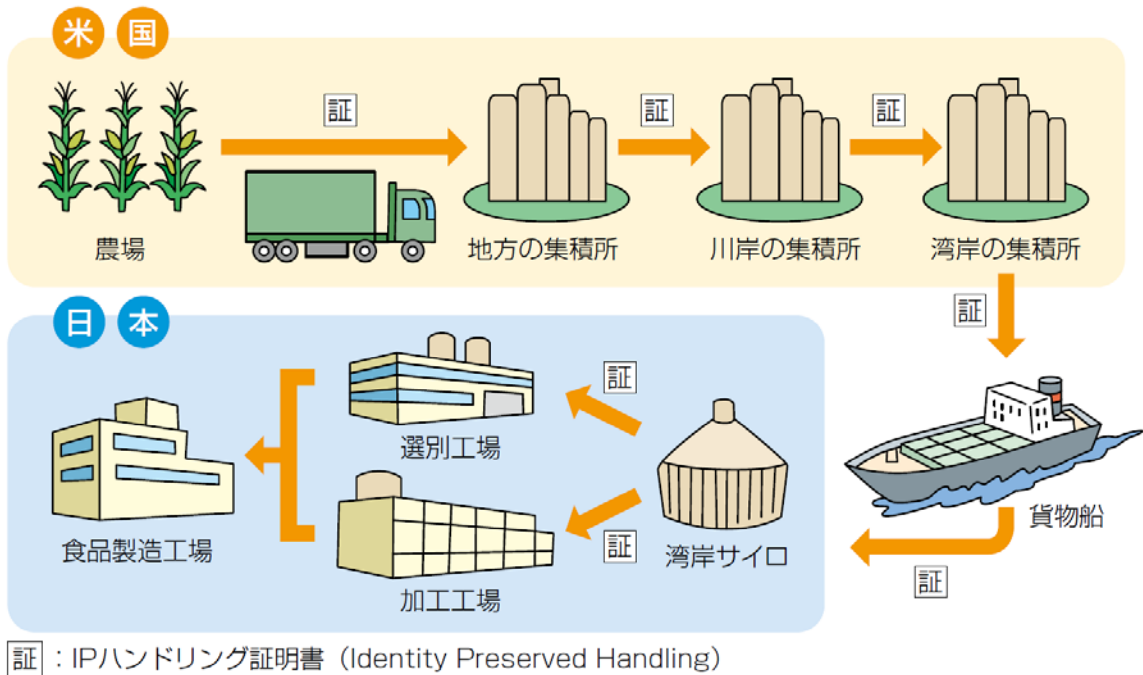 米国
証
証
証
農場
地方の集積所
川岸の集積所
湾岸の集積所
証
日本
証
選別工場
貨物船
食品製造工場
証
湾岸サイロ
証
加工工場
証：IPハンドリング証明書（Identity Preserved Handling）